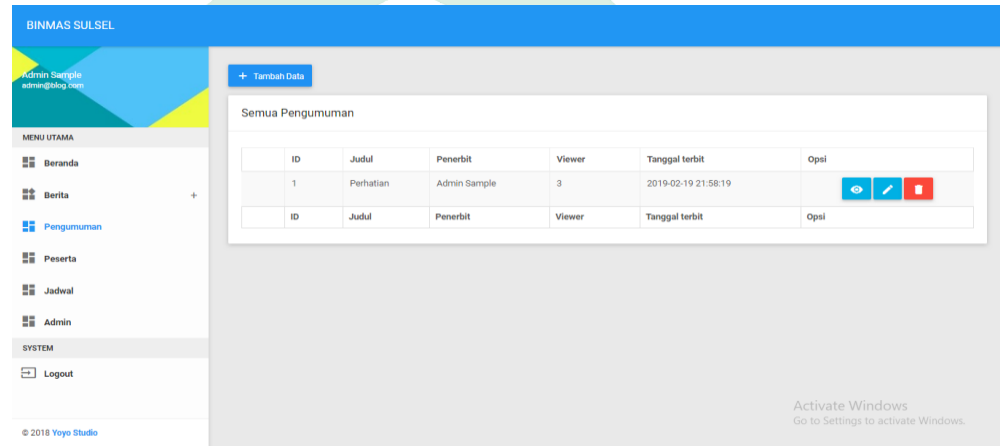 BINMAS SULSEL
Admin Sample
admin@blog.com
MENU UTAMA
Beranda
Berita +
Pengumuman
Peserta
Jadwal
Admin
SYSTEM
Logout
© 2018 Yoyo Studio
+ Tambah Data
Semua Pengumuman
ID Judul Penerbit Viewer Tanggal terbit Opsi
1 Perhatian Admin Sample 3 2019-02-19 21:58:19
ID Judul Penerbit Viewer Tanggal terbit Opsi
Activate Windows
Go to Settings to activate Windows.